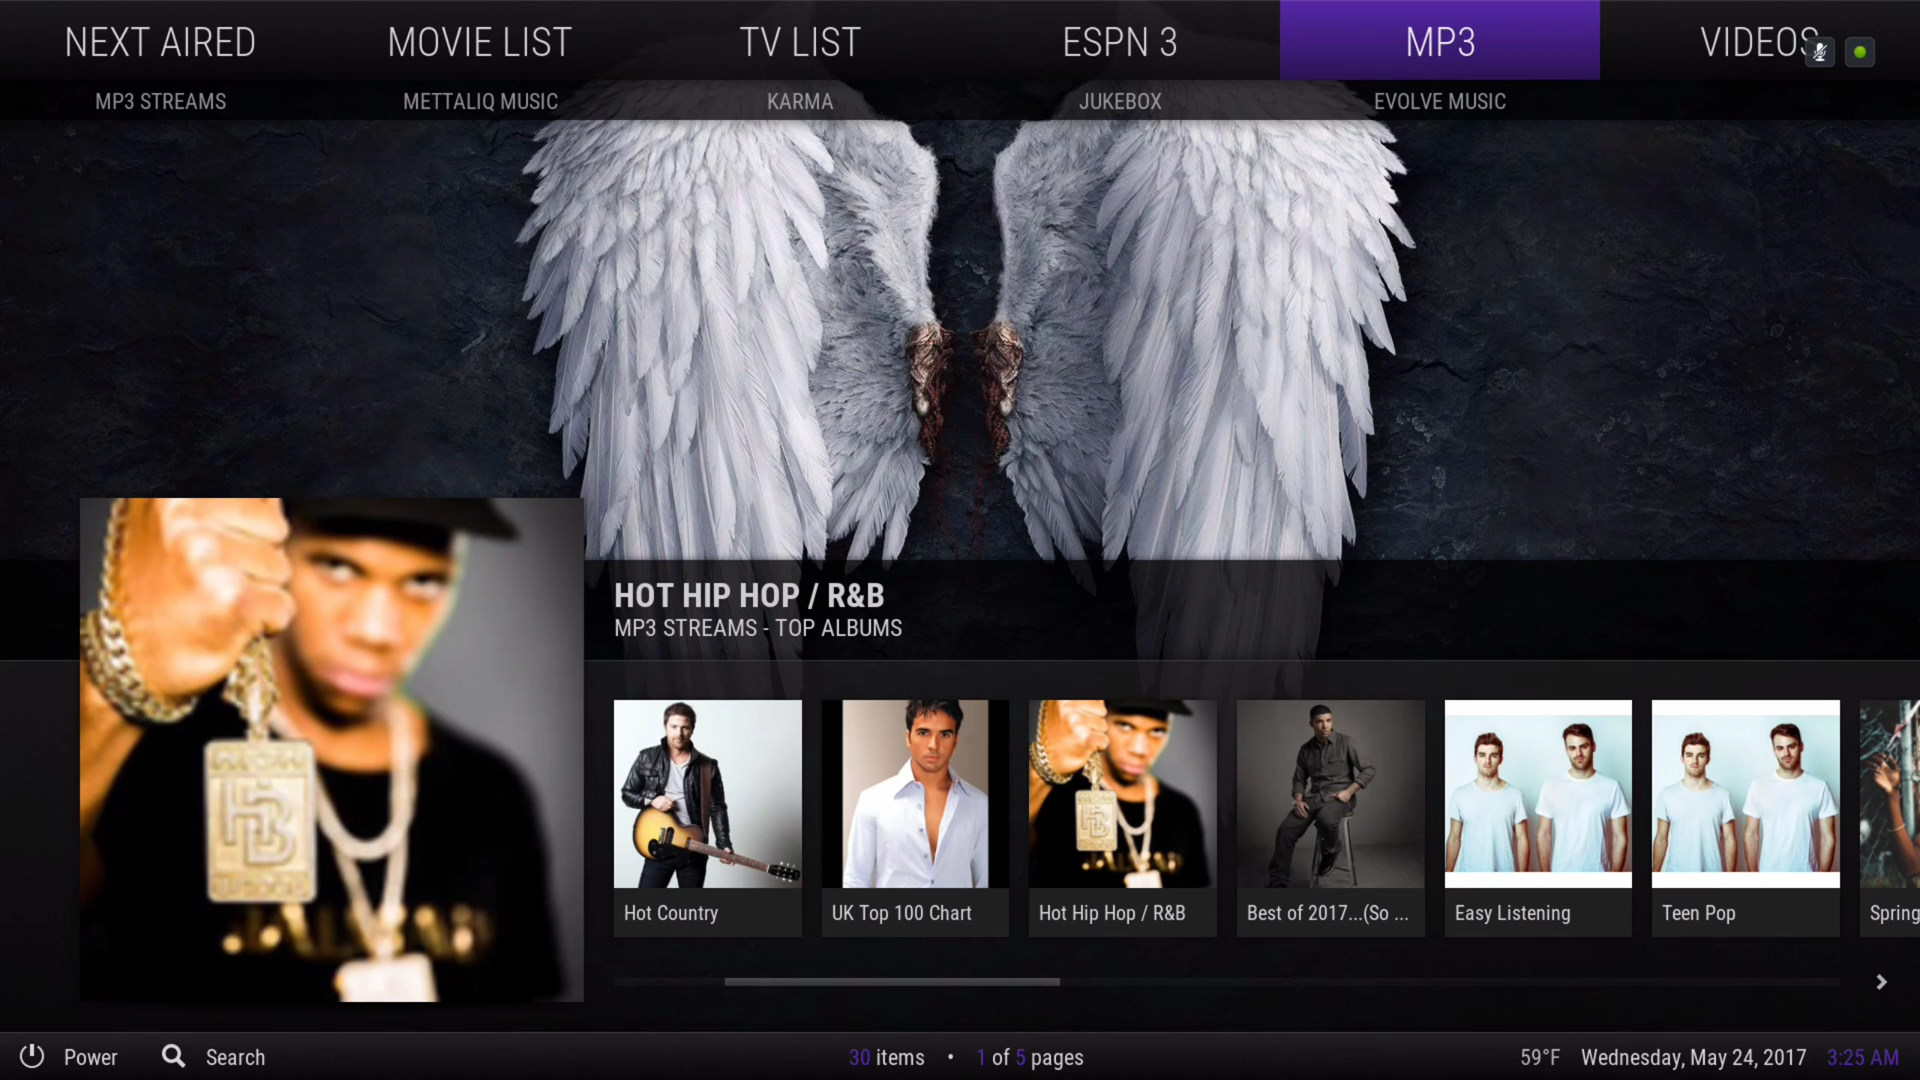 NEXT AIRED MOVIE LIST TV LIST ESPN 3 MP3 VIDEOS
MP3 STREAMS METTALIQ MUSIC KARMA JUKEBOX EVOLVE MUSIC
HOT HIP HOP / R&B
MP3 STREAMS - TOP ALBUMS
HB
Hot Country UK Top 100 Chart Hot Hip Hop / R&B Best of 2017...(So ... Easy Listening Teen Pop Spring
Power Search 30 items • 1 of 5 pages 59°F Wednesday, May 24, 2017 3:25 AM